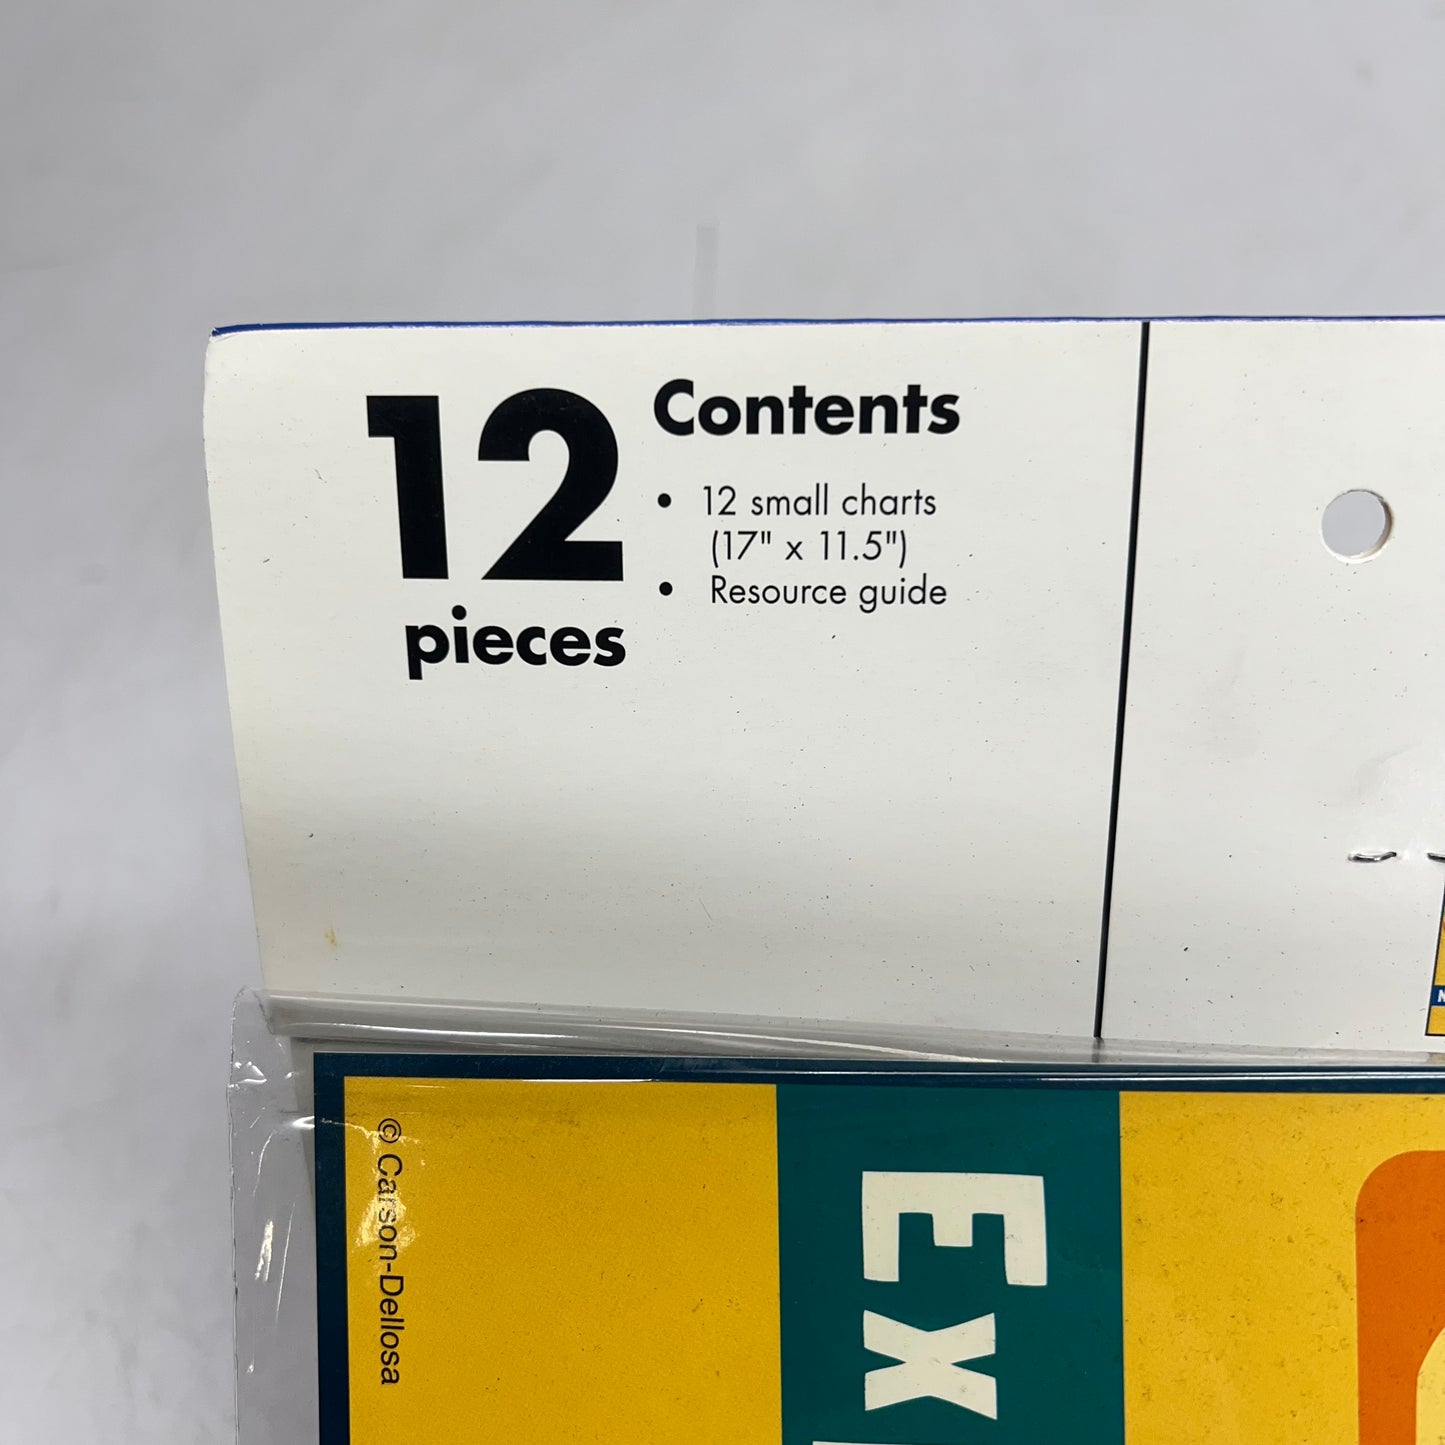 12
pieces
Contents
• 12 small charts
(17" x 11.5")
• Resource guide
© Carson-Dellosa
Ex